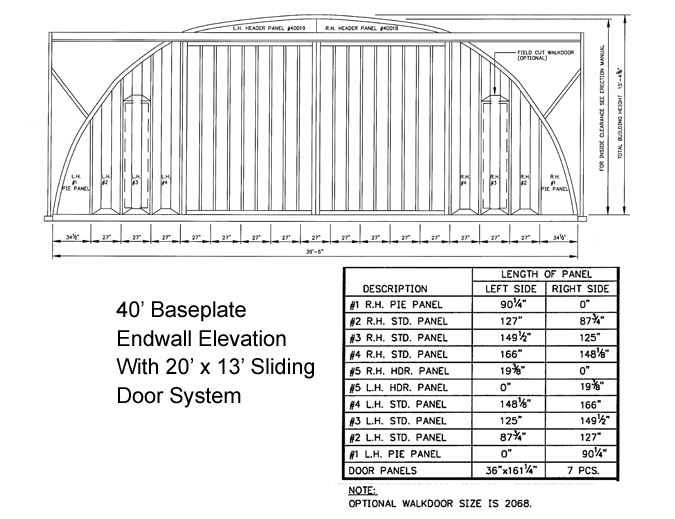 L.H. HEADER PANEL #40019 R.H. HEADER PANEL #40018
FIELD CUT WALKDOOR
(OPTIONAL)
FOR INSIDE CLEARANCE SEE ERECTION MANUAL
TOTAL BUILDING HEIGHT 15'-4⅜"
L.H.
#1
PIE PANEL
L.H.
#2
L.H.
#3
L.H.
#4
R.H.
#4
R.H.
#3
R.H.
#2
R.H.
#1
PIE PANEL
34½" 27" 27" 27" 27" 27" 27" 27" 27" 27" 27" 27" 27" 27" 27" 34½"
39'-6"
40' Baseplate
Endwall Elevation
With 20' x 13' Sliding
Door System
LENGTH OF PANEL
DESCRIPTION LEFT SIDE RIGHT SIDE
#1 R.H. PIE PANEL 90¼" 0"
#2 R.H. STD. PANEL 127" 87¾"
#3 R.H. STD. PANEL 149½" 125"
#4 R.H. STD. PANEL 166" 148⅛"
#5 R.H. HDR. PANEL 19⅜" 0"
#5 L.H. HDR. PANEL 0" 19⅜"
#4 L.H. STD. PANEL 148⅛" 166"
#3 L.H. STD. PANEL 125" 149½"
#2 L.H. STD. PANEL 87¾" 127"
#1 L.H. PIE PANEL 0" 90¼"
DOOR PANELS 36"x161¼" 7 PCS.
NOTE:
OPTIONAL WALKDOOR SIZE IS 2068.